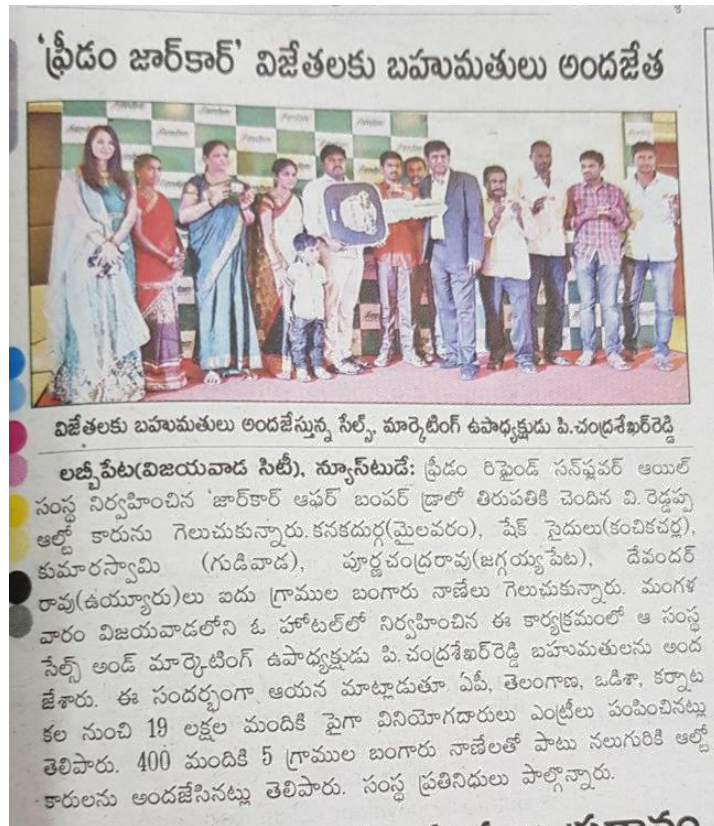 'ఫ్రీడం జార్‌కార్' విజేతలకు బహుమతులు అందజేత
విజేతలకు బహుమతులు అందజేస్తున్న సేల్స్, మార్కెటింగ్ ఉపాధ్యక్షుడు పి.చంద్రశేఖర్‌రెడ్డి
లబ్బీపేట(విజయవాడ సిటీ), న్యూస్‌టుడే: ఫ్రీడం రిఫైండ్ సన్‌ఫ్లవర్ ఆయిల్
సంస్థ నిర్వహించిన 'జార్‌కార్ ఆఫర్' బంపర్ డ్రాలో తిరుపతికి చెందిన వి.రెడ్డప్ప
ఆల్టో కారును గెలుచుకున్నారు. కనకదుర్గ(మైలవరం), షేక్ సైదులు(కంచికచర్ల),
కుమారస్వామి (గుడివాడ), పూర్ణచంద్రరావు(జగ్గయ్యపేట), దేవందర్
రావు(ఉయ్యూరు)లు ఐదు గ్రాముల బంగారు నాణేలు గెలుచుకున్నారు. మంగళ
వారం విజయవాడలోని ఓ హోటల్‌లో నిర్వహించిన ఈ కార్యక్రమంలో ఆ సంస్థ
సేల్స్ అండ్ మార్కెటింగ్ ఉపాధ్యక్షుడు పి.చంద్రశేఖర్‌రెడ్డి బహుమతులను అంద
జేశారు. ఈ సందర్భంగా ఆయన మాట్లాడుతూ ఏపీ, తెలంగాణ, ఒడిశా, కర్నాట
కల నుంచి 19 లక్షల మందికి పైగా వినియోగదారులు ఎంట్రీలు పంపించినట్లు
తెలిపారు. 400 మందికి 5 గ్రాముల బంగారు నాణేలతో పాటు నలుగురికి ఆల్టో
కారులను అందజేసినట్లు తెలిపారు. సంస్థ ప్రతినిధులు పాల్గొన్నారు.